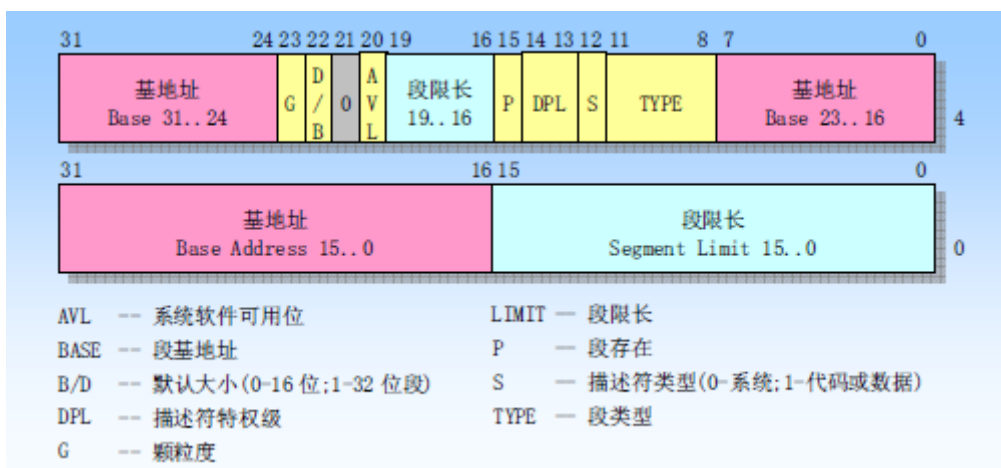 31 24 23 22 21 20 19 16 15 14 13 12 11 8 7 0
基地址
Base 31..24
G
D
/
B
0
A
V
L
段限长
19..16
P
DPL
S
TYPE
基地址
Base 23..16
4
31 16 15 0
基地址
Base Address 15..0
段限长
Segment Limit 15..0
0
AVL -- 系统软件可用位
LIMIT — 段限长
BASE -- 段基地址
P — 段存在
B/D -- 默认大小(0-16 位;1-32 位段)
S — 描述符类型(0-系统;1-代码或数据)
DPL -- 描述符特权级
TYPE — 段类型
G -- 颗粒度